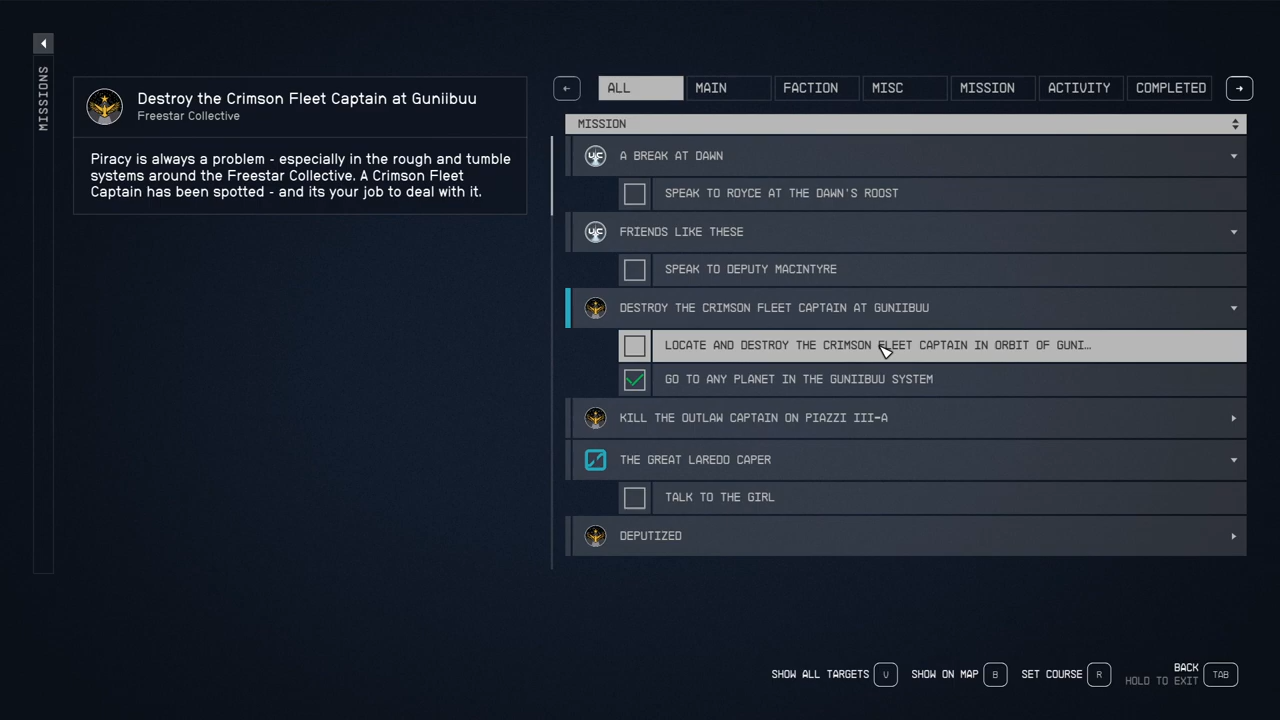 MISSIONS
Destroy the Crimson Fleet Captain at Guniibuu
Freestar Collective
Piracy is always a problem - especially in the rough and tumble
systems around the Freestar Collective. A Crimson Fleet
Captain has been spotted - and its your job to deal with it.
ALL MAIN FACTION MISC MISSION ACTIVITY COMPLETED
MISSION
UC A BREAK AT DAWN
SPEAK TO ROYCE AT THE DAWN'S ROOST
UC FRIENDS LIKE THESE
SPEAK TO DEPUTY MACINTYRE
DESTROY THE CRIMSON FLEET CAPTAIN AT GUNIIBUU
LOCATE AND DESTROY THE CRIMSON FLEET CAPTAIN IN ORBIT OF GUNI...
GO TO ANY PLANET IN THE GUNIIBUU SYSTEM
KILL THE OUTLAW CAPTAIN ON PIAZZI III-A
THE GREAT LAREDO CAPER
TALK TO THE GIRL
DEPUTIZED
SHOW ALL TARGETS U SHOW ON MAP B SET COURSE R BACK TAB
HOLD TO EXIT